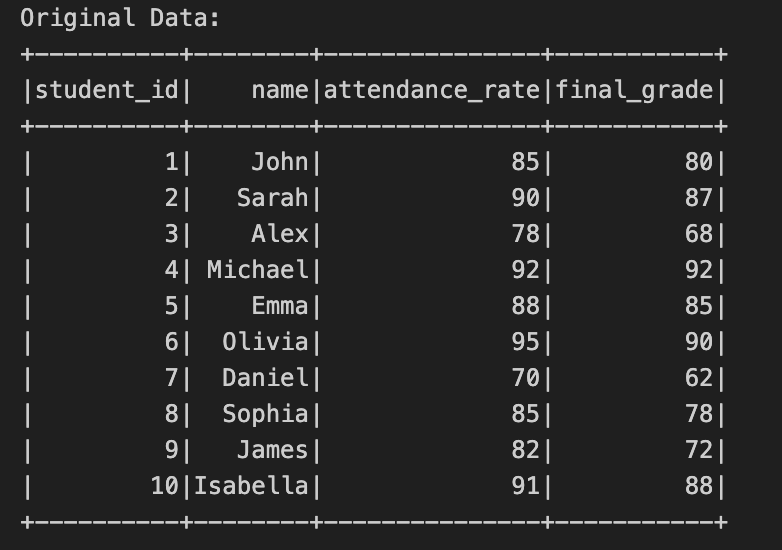 Original Data:
+----------+--------+---------------+-----------+
|student_id|    name|attendance_rate|final_grade|
+----------+--------+---------------+-----------+
|         1|    John|             85|         80|
|         2|   Sarah|             90|         87|
|         3|    Alex|             78|         68|
|         4| Michael|             92|         92|
|         5|    Emma|             88|         85|
|         6|  Olivia|             95|         90|
|         7|  Daniel|             70|         62|
|         8|  Sophia|             85|         78|
|         9|   James|             82|         72|
|        10|Isabella|             91|         88|
+----------+--------+---------------+-----------+